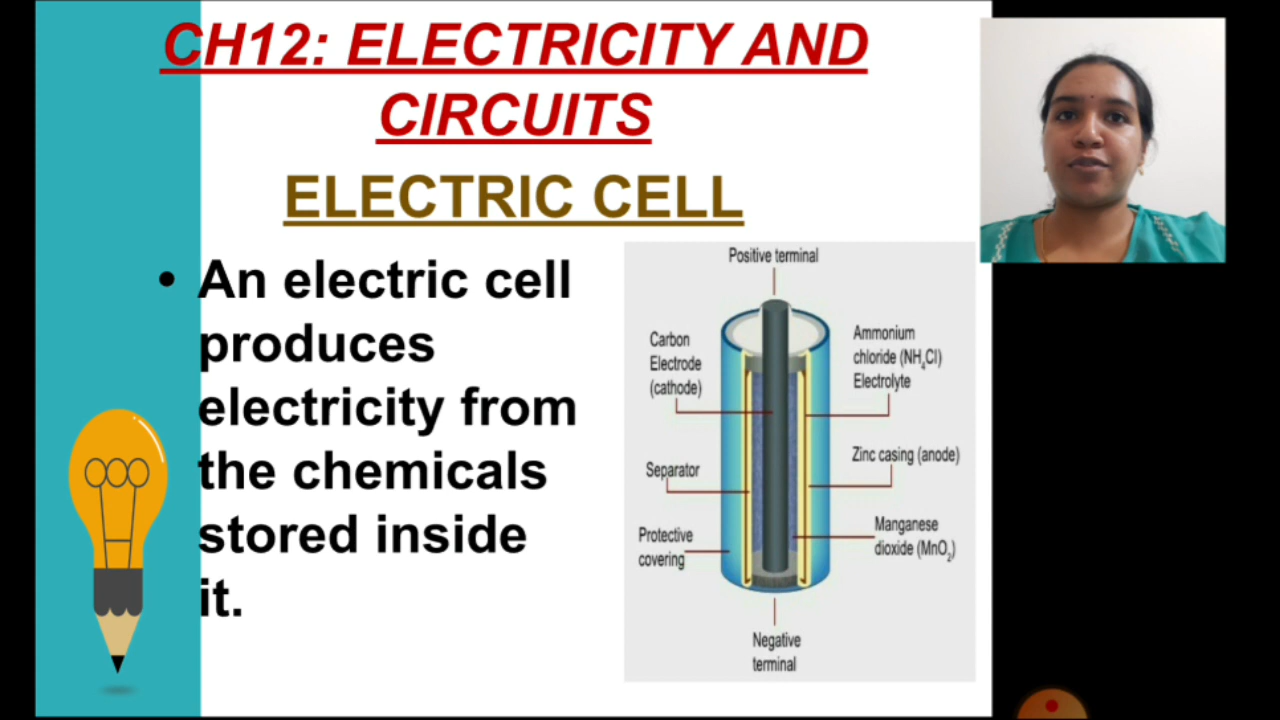 CH12: ELECTRICITY AND
CIRCUITS
ELECTRIC CELL
• An electric cell
produces
electricity from
the chemicals
stored inside
it.
Positive terminal
Carbon
Electrode
(cathode)
Ammonium
chloride (NH₄Cl)
Electrolyte
Separator
Zinc casing (anode)
Protective
covering
Manganese
dioxide (MnO₂)
Negative
terminal